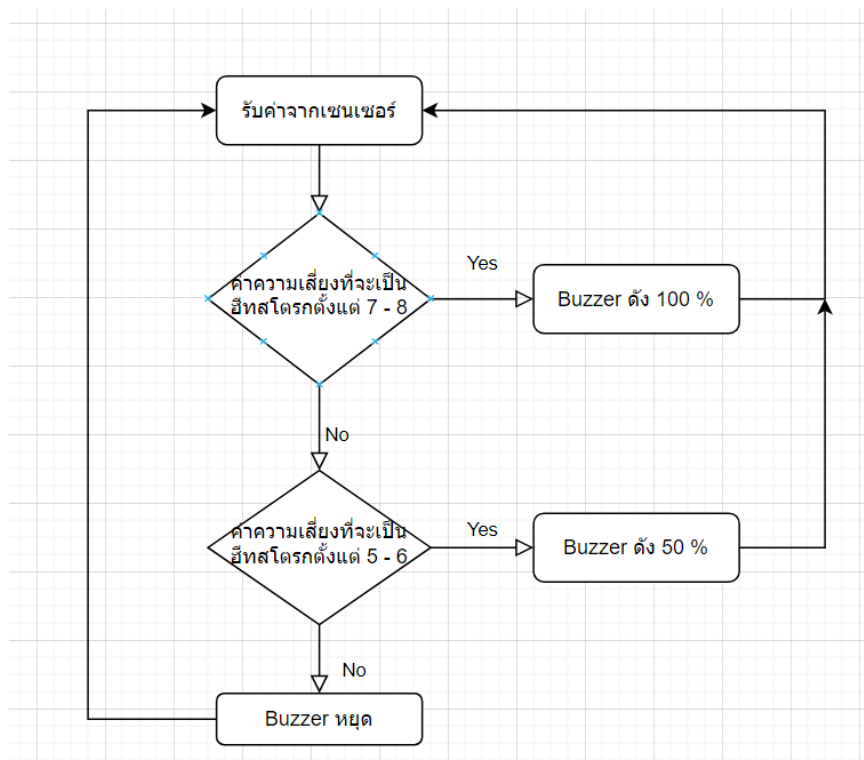 รับค่าจากเซนเซอร์
ค่าความเสี่ยงที่จะเป็น
ฮีทสโตรกตั้งแต่ 7 - 8
Yes
Buzzer ดัง 100 %
No
ค่าความเสี่ยงที่จะเป็น
ฮีทสโตรกตั้งแต่ 5 - 6
Yes
Buzzer ดัง 50 %
No
Buzzer หยุด